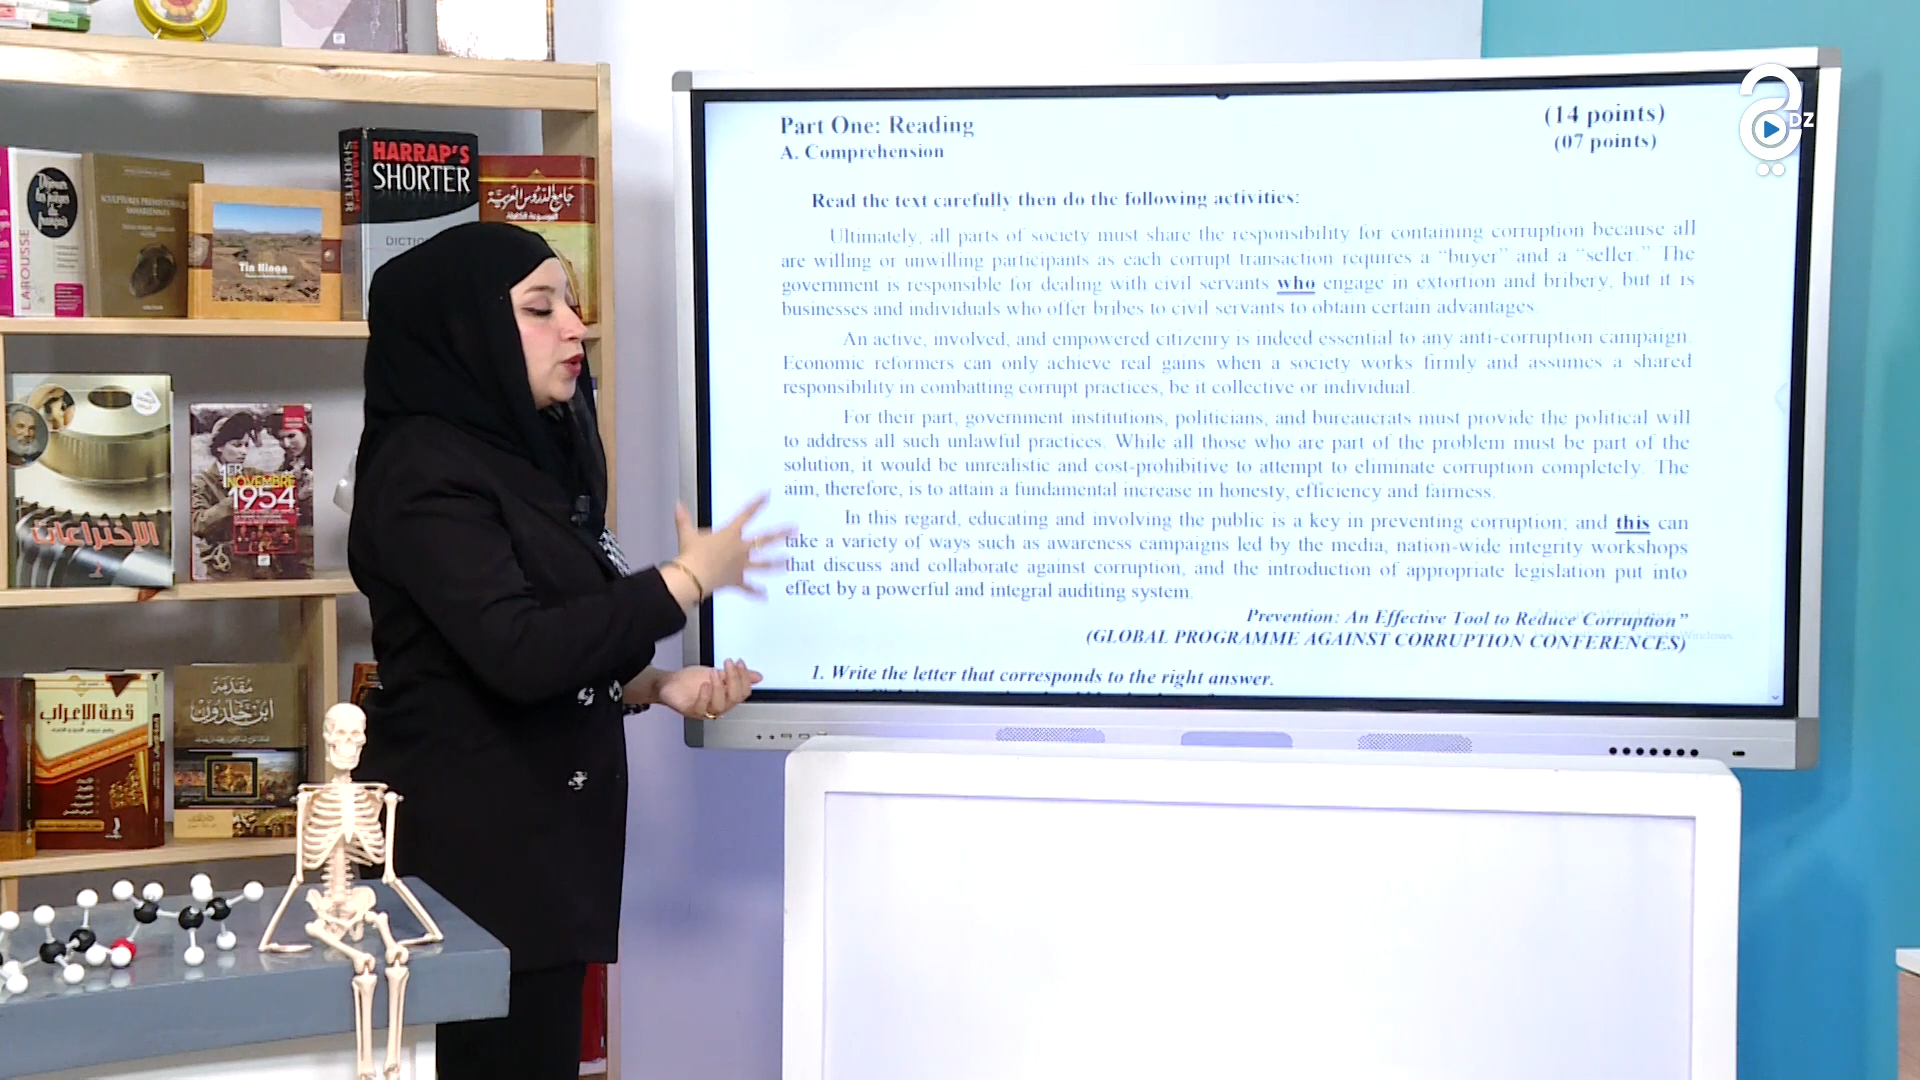 HARRAP'S
SHORTER
HARRAP'S
SHORTER
LAROUSSE
Tin Hinan
1ER
NOVEMBRE
1954
الإختراعات
قصة الإعراب
مقدمة
ابن خلدون
DZ
Part One: Reading
(14 points)
A. Comprehension
(07 points)
Read the text carefully then do the following activities:
Ultimately, all parts of society must share the responsibility for containing corruption because all
are willing or unwilling participants as each corrupt transaction requires a “buyer” and a “seller.” The
government is responsible for dealing with civil servants who engage in extortion and bribery, but it is
businesses and individuals who offer bribes to civil servants to obtain certain advantages.
An active, involved, and empowered citizenry is indeed essential to any anti-corruption campaign.
Economic reformers can only achieve real gains when a society works firmly and assumes a shared
responsibility in combatting corrupt practices, be it collective or individual.
For their part, government institutions, politicians, and bureaucrats must provide the political will
to address all such unlawful practices. While all those who are part of the problem must be part of the
solution, it would be unrealistic and cost-prohibitive to attempt to eliminate corruption completely. The
aim, therefore, is to attain a fundamental increase in honesty, efficiency and fairness.
In this regard, educating and involving the public is a key in preventing corruption; and this can
take a variety of ways such as awareness campaigns led by the media, nation-wide integrity workshops
that discuss and collaborate against corruption, and the introduction of appropriate legislation put into
effect by a powerful and integral auditing system.
Prevention: An Effective Tool to Reduce Corruption”
(GLOBAL PROGRAMME AGAINST CORRUPTION CONFERENCES)
1. Write the letter that corresponds to the right answer.